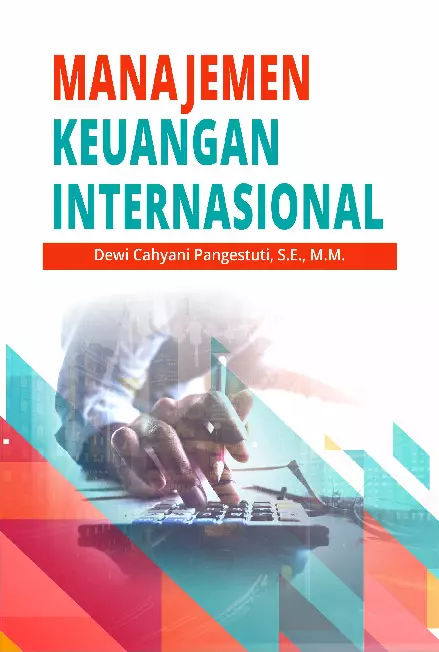 MANAJEMEN
KEUANGAN
INTERNASIONAL
Dewi Cahyani Pangestuti, S.E., M.M.